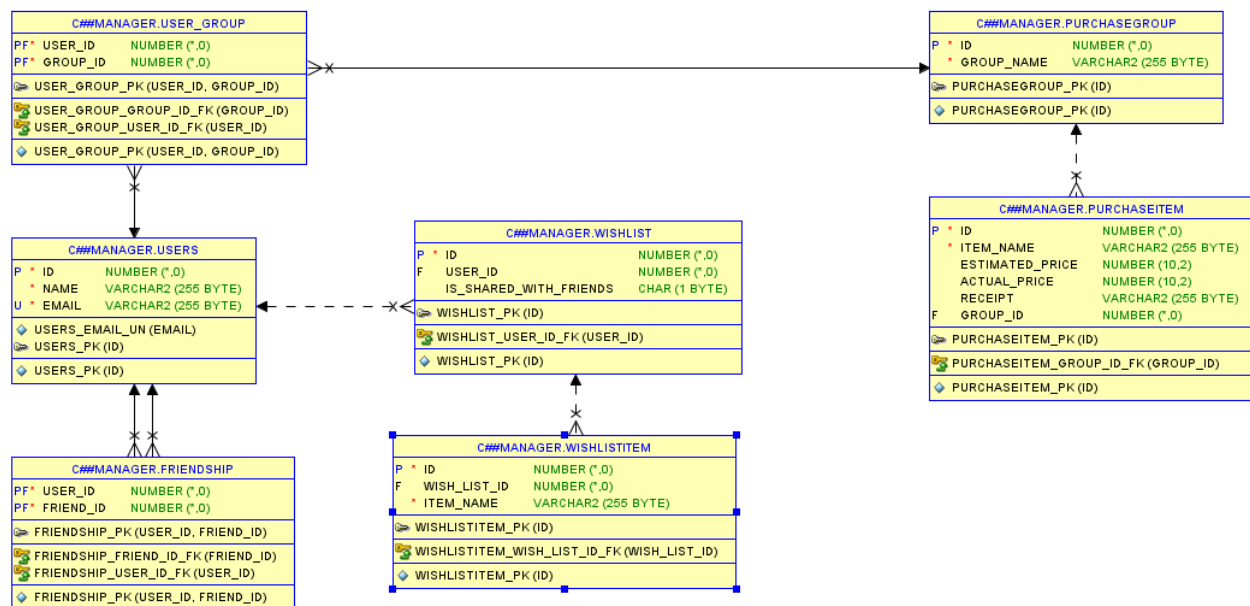 C##MANAGER.USER_GROUP
PF* USER_ID NUMBER (*,0)
PF* GROUP_ID NUMBER (*,0)
USER_GROUP_PK (USER_ID, GROUP_ID)
USER_GROUP_GROUP_ID_FK (GROUP_ID)
USER_GROUP_USER_ID_FK (USER_ID)
USER_GROUP_PK (USER_ID, GROUP_ID)
C##MANAGER.PURCHASEGROUP
P * ID NUMBER (*,0)
* GROUP_NAME VARCHAR2 (255 BYTE)
PURCHASEGROUP_PK (ID)
PURCHASEGROUP_PK (ID)
C##MANAGER.USERS
P * ID NUMBER (*,0)
* NAME VARCHAR2 (255 BYTE)
U * EMAIL VARCHAR2 (255 BYTE)
USERS_EMAIL_UN (EMAIL)
USERS_PK (ID)
USERS_PK (ID)
C##MANAGER.WISHLIST
P * ID NUMBER (*,0)
F USER_ID NUMBER (*,0)
IS_SHARED_WITH_FRIENDS CHAR (1 BYTE)
WISHLIST_PK (ID)
WISHLIST_USER_ID_FK (USER_ID)
WISHLIST_PK (ID)
C##MANAGER.PURCHASEITEM
P * ID NUMBER (*,0)
* ITEM_NAME VARCHAR2 (255 BYTE)
ESTIMATED_PRICE NUMBER (10,2)
ACTUAL_PRICE NUMBER (10,2)
RECEIPT VARCHAR2 (255 BYTE)
F GROUP_ID NUMBER (*,0)
PURCHASEITEM_PK (ID)
PURCHASEITEM_GROUP_ID_FK (GROUP_ID)
PURCHASEITEM_PK (ID)
C##MANAGER.FRIENDSHIP
PF* USER_ID NUMBER (*,0)
PF* FRIEND_ID NUMBER (*,0)
FRIENDSHIP_PK (USER_ID, FRIEND_ID)
FRIENDSHIP_FRIEND_ID_FK (FRIEND_ID)
FRIENDSHIP_USER_ID_FK (USER_ID)
FRIENDSHIP_PK (USER_ID, FRIEND_ID)
C##MANAGER.WISHLISTITEM
P * ID NUMBER (*,0)
F WISH_LIST_ID NUMBER (*,0)
* ITEM_NAME VARCHAR2 (255 BYTE)
WISHLISTITEM_PK (ID)
WISHLISTITEM_WISH_LIST_ID_FK (WISH_LIST_ID)
WISHLISTITEM_PK (ID)